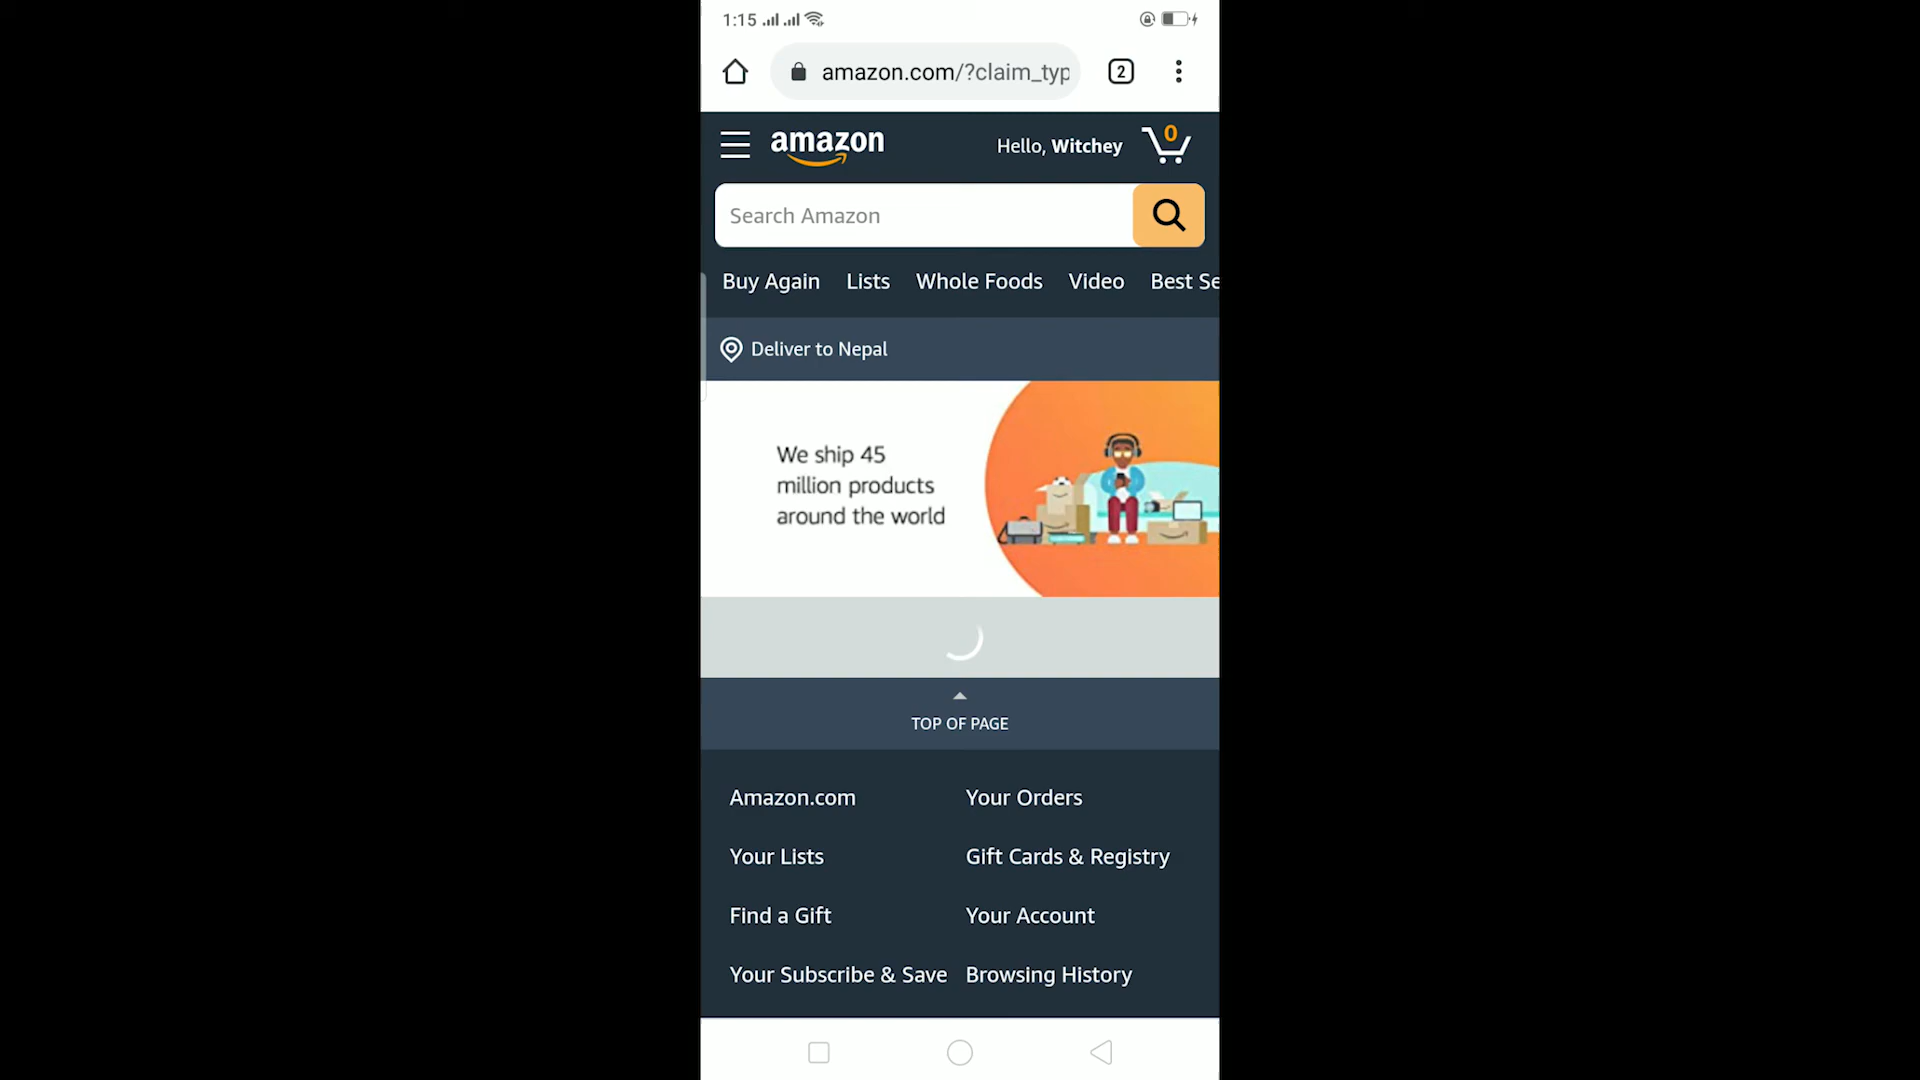 1:15
amazon.com/?claim_typ
2
amazon
Hello, Witchey
0
Search Amazon
Buy Again Lists Whole Foods Video Best Se
Deliver to Nepal
We ship 45
million products
around the world
TOP OF PAGE
Amazon.com Your Orders
Your Lists Gift Cards & Registry
Find a Gift Your Account
Your Subscribe & Save Browsing History